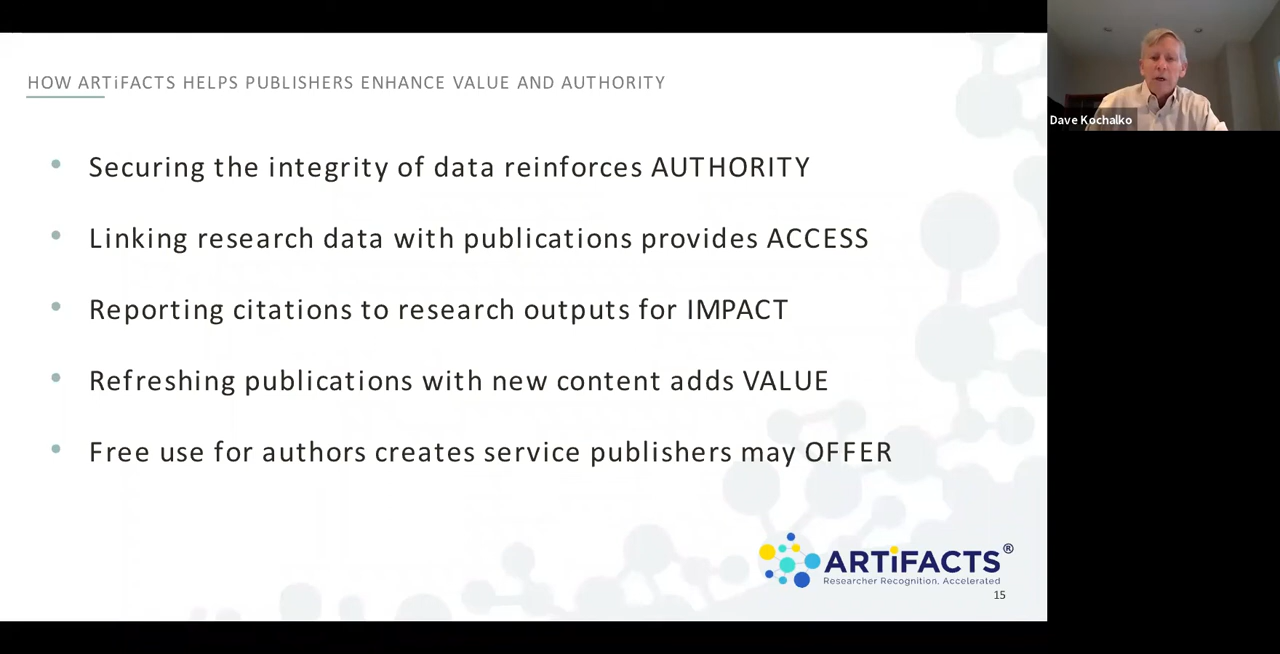 HOW ARTiFACTS HELPS PUBLISHERS ENHANCE VALUE AND AUTHORITY
• Securing the integrity of data reinforces AUTHORITY
• Linking research data with publications provides ACCESS
• Reporting citations to research outputs for IMPACT
• Refreshing publications with new content adds VALUE
• Free use for authors creates service publishers may OFFER
ARTiFACTS®
Researcher Recognition, Accelerated
15
Dave Kochalko